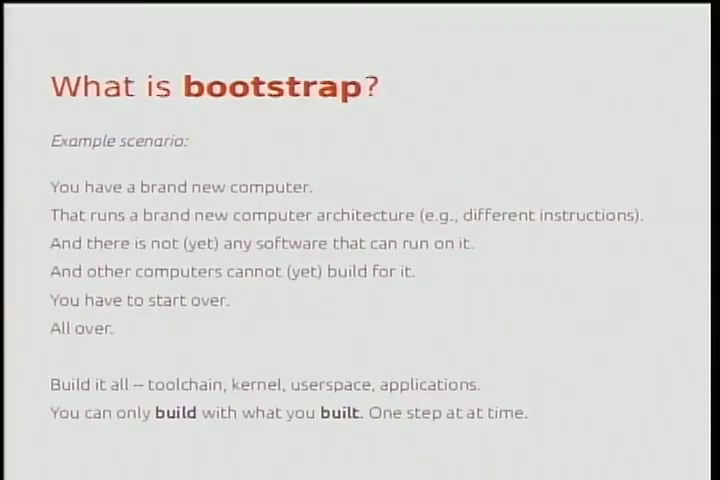 What is bootstrap?
Example scenario:
You have a brand new computer.
That runs a brand new computer architecture (e.g., different instructions).
And there is not (yet) any software that can run on it.
And other computers cannot (yet) build for it.
You have to start over.
All over.
Build it all -- toolchain, kernel, userspace, applications.
You can only build with what you built. One step at at time.